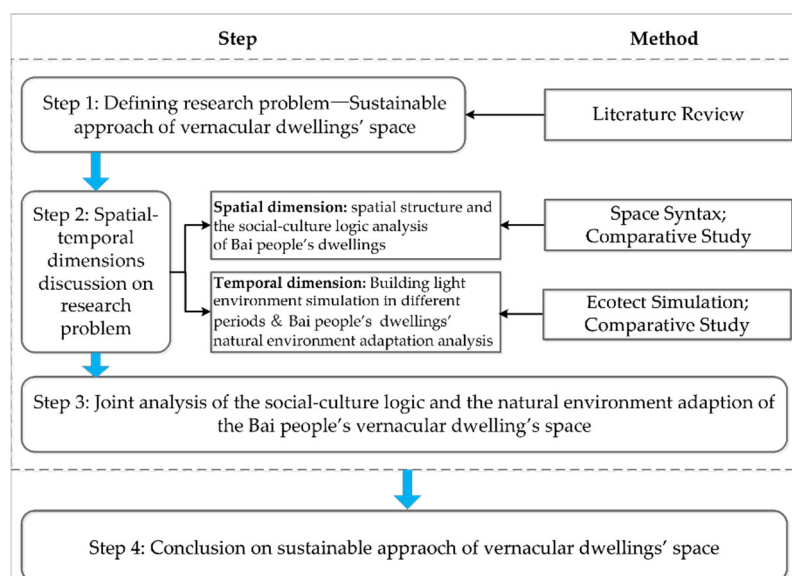 Step
Method
Step 1: Defining research problem—Sustainable
approach of vernacular dwellings' space
Literature Review
Step 2: Spatial-
temporal
dimensions
discussion on
research
problem
Spatial dimension: spatial structure and
the social-culture logic analysis
of Bai people's dwellings
Space Syntax;
Comparative Study
Temporal dimension: Building light
environment simulation in different
periods & Bai people's dwellings'
natural environment adaptation analysis
Ecotect Simulation;
Comparative Study
Step 3: Joint analysis of the social-culture logic and the natural environment adaption of
the Bai people's vernacular dwelling's space
Step 4: Conclusion on sustainable appraoch of vernacular dwellings' space